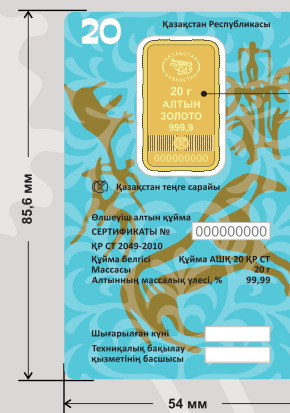 20
Қазақстан Республикасы
ҚАЗАҚСТАН
КАЗАХСТАН
20 г
АЛТЫН
ЗОЛОТО
999,9
000000000
Қазақстан теңге сарайы
Өлшеуіш алтын құйма
СЕРТИФИКАТЫ № 000000000
ҚР СТ 2049-2010
Құйма белгісі Құйма АШҚ 20 ҚР СТ
Массасы 20 г
Алтынның массалық үлесі, % 99,99
Шығарылған күні
Техникалық бақылау
қызметінің басшысы
85,6 мм
54 мм